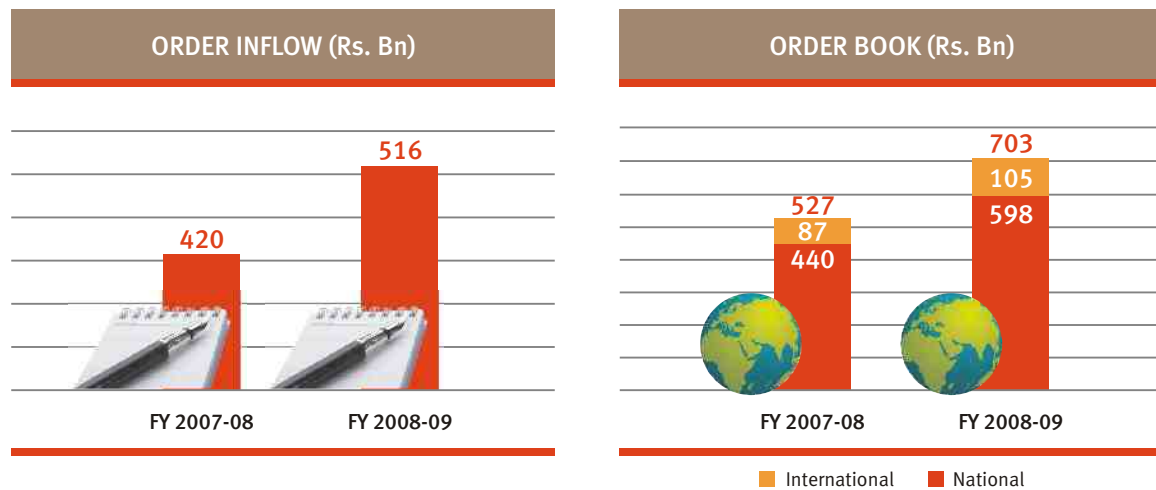 ORDER INFLOW (Rs. Bn)
420
516
FY 2007-08
FY 2008-09
ORDER BOOK (Rs. Bn)
527
87
440
703
105
598
FY 2007-08
FY 2008-09
International
National